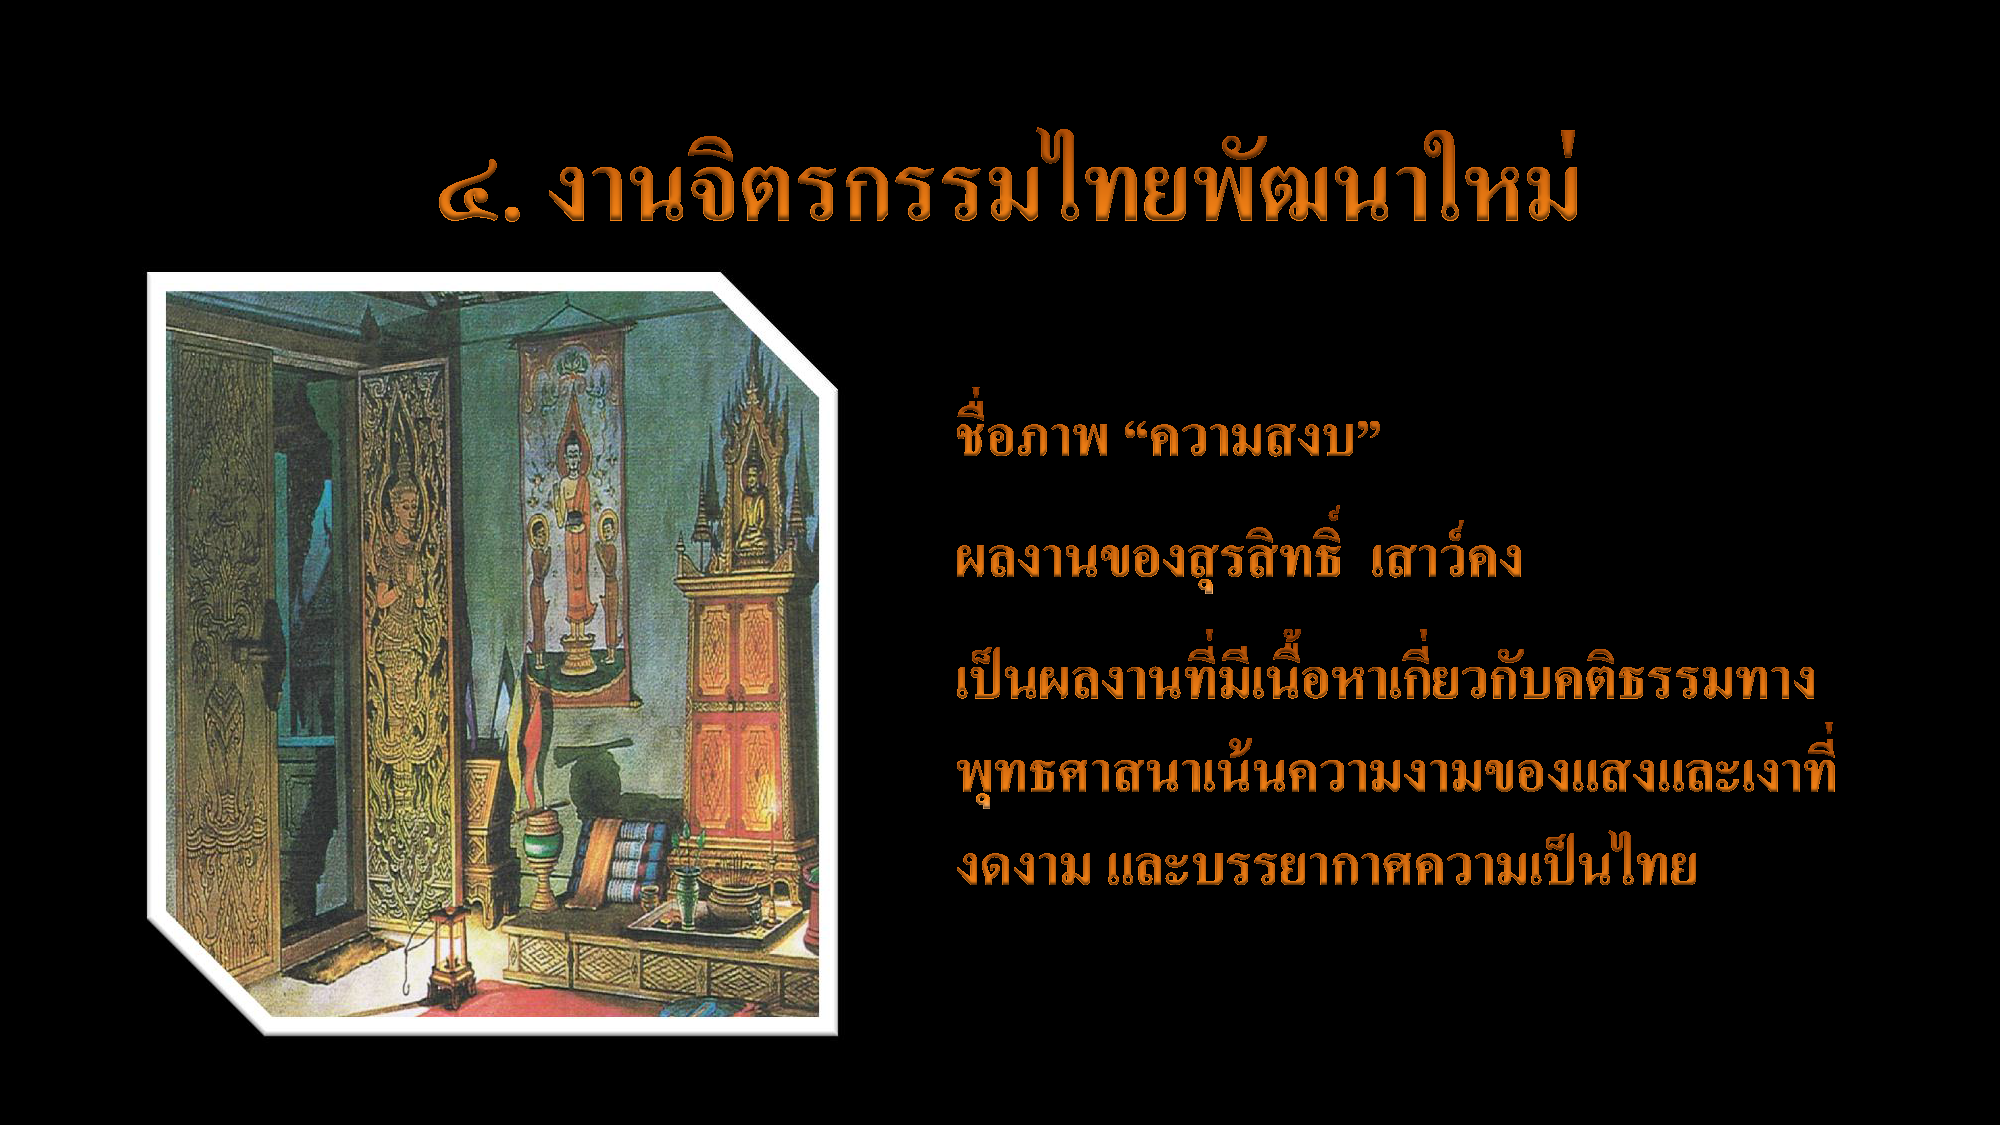 ๔. งานจิตรกรรมไทยพัฒนาใหม่
ชื่อภาพ “ความสงบ”
ผลงานของสุรสิทธิ์  เสาว์คง
เป็นผลงานที่มีเนื้อหาเกี่ยวกับคติธรรมทาง
พุทธศาสนาเน้นความงามของแสงและเงาที่
งดงาม และบรรยากาศความเป็นไทย